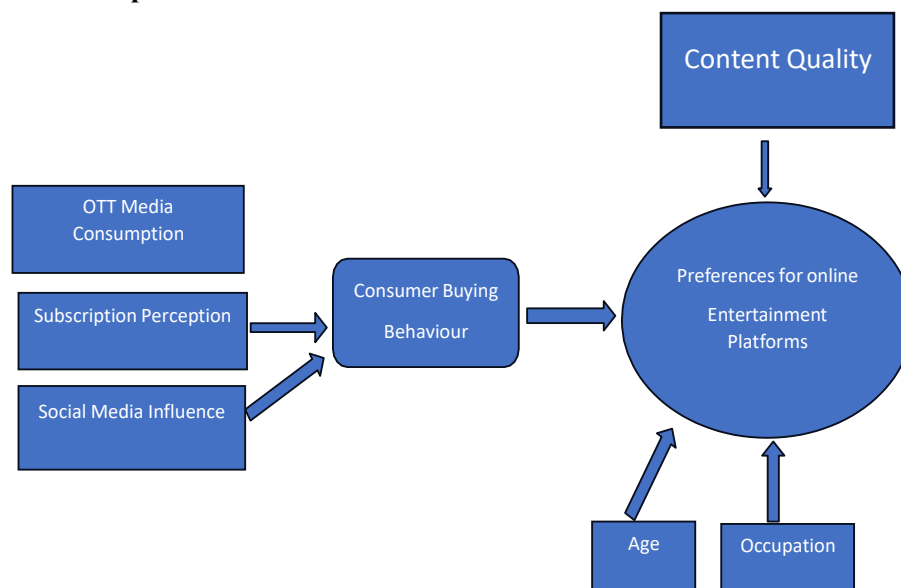 Content Quality
OTT Media
Consumption
Subscription Perception
Social Media Influence
Consumer Buying
Behaviour
Preferences for online
Entertainment
Platforms
Age
Occupation